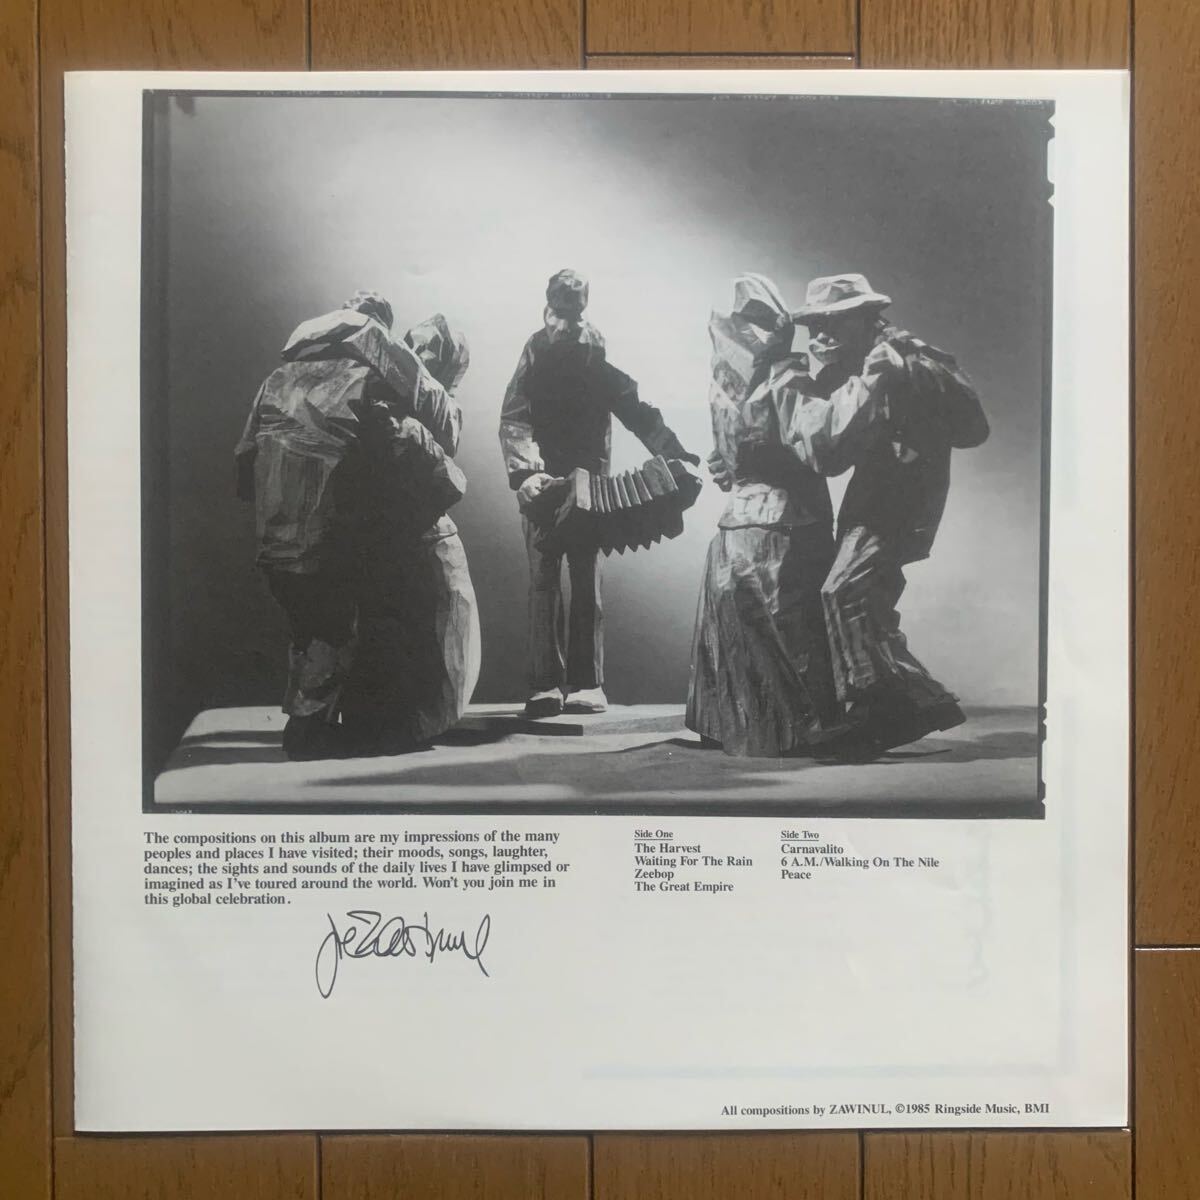 The compositions on this album are my impressions of the many
peoples and places I have visited; their moods, songs, laughter,
dances; the sights and sounds of the daily lives I have glimpsed or
imagined as I've toured around the world. Won't you join me in
this global celebration.
Joe Zawinul
Side One
The Harvest
Waiting For The Rain
Zeebop
The Great Empire
Side Two
Carnavalito
6 A.M./Walking On The Nile
Peace
All compositions by ZAWINUL, ©1985 Ringside Music, BMI